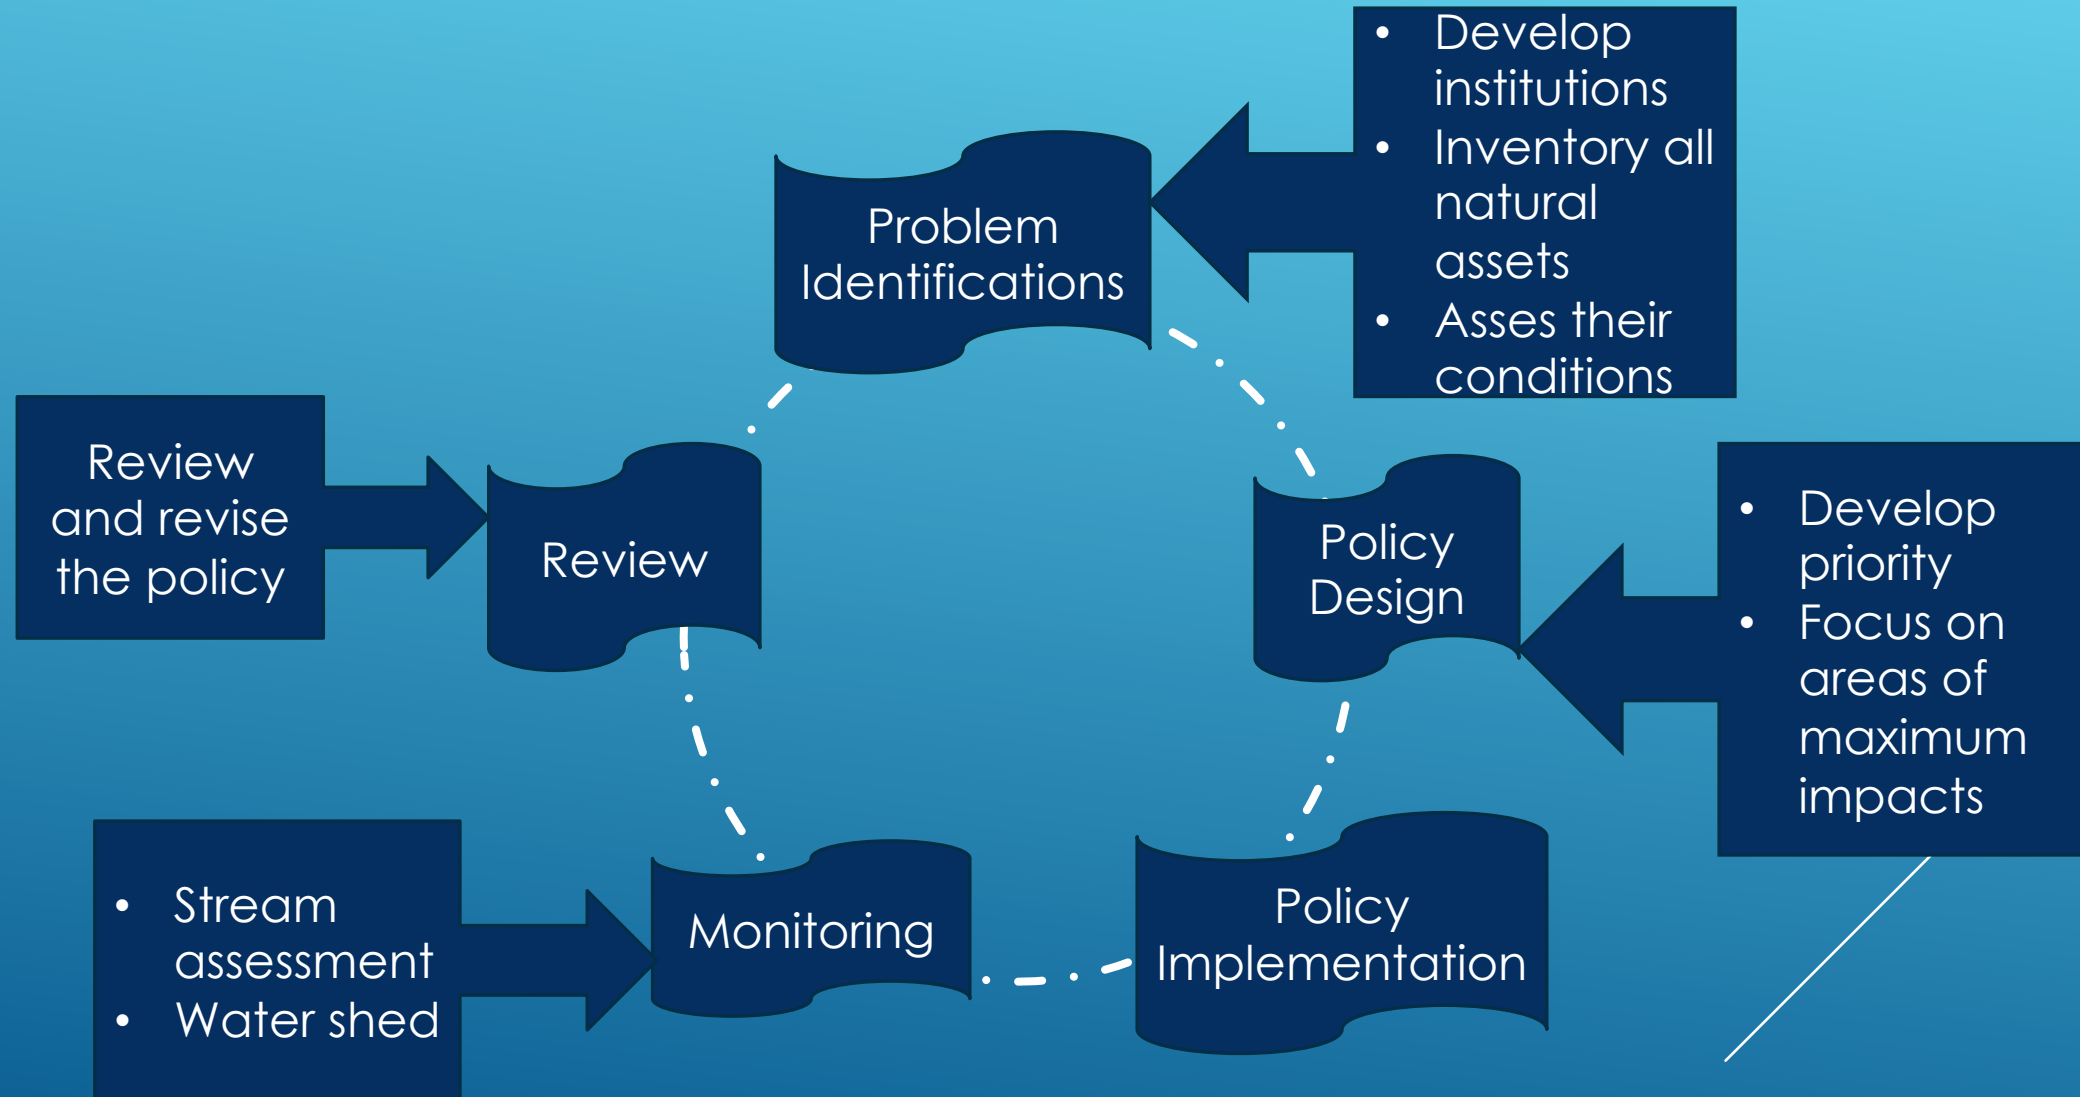 • Develop
institutions
• Inventory all
natural
assets
• Asses their
conditions
Problem
Identifications
Review
and revise
the policy
Review
Policy
Design
• Develop
priority
• Focus on
areas of
maximum
impacts
• Stream
assessment
• Water shed
Monitoring
Policy
Implementation